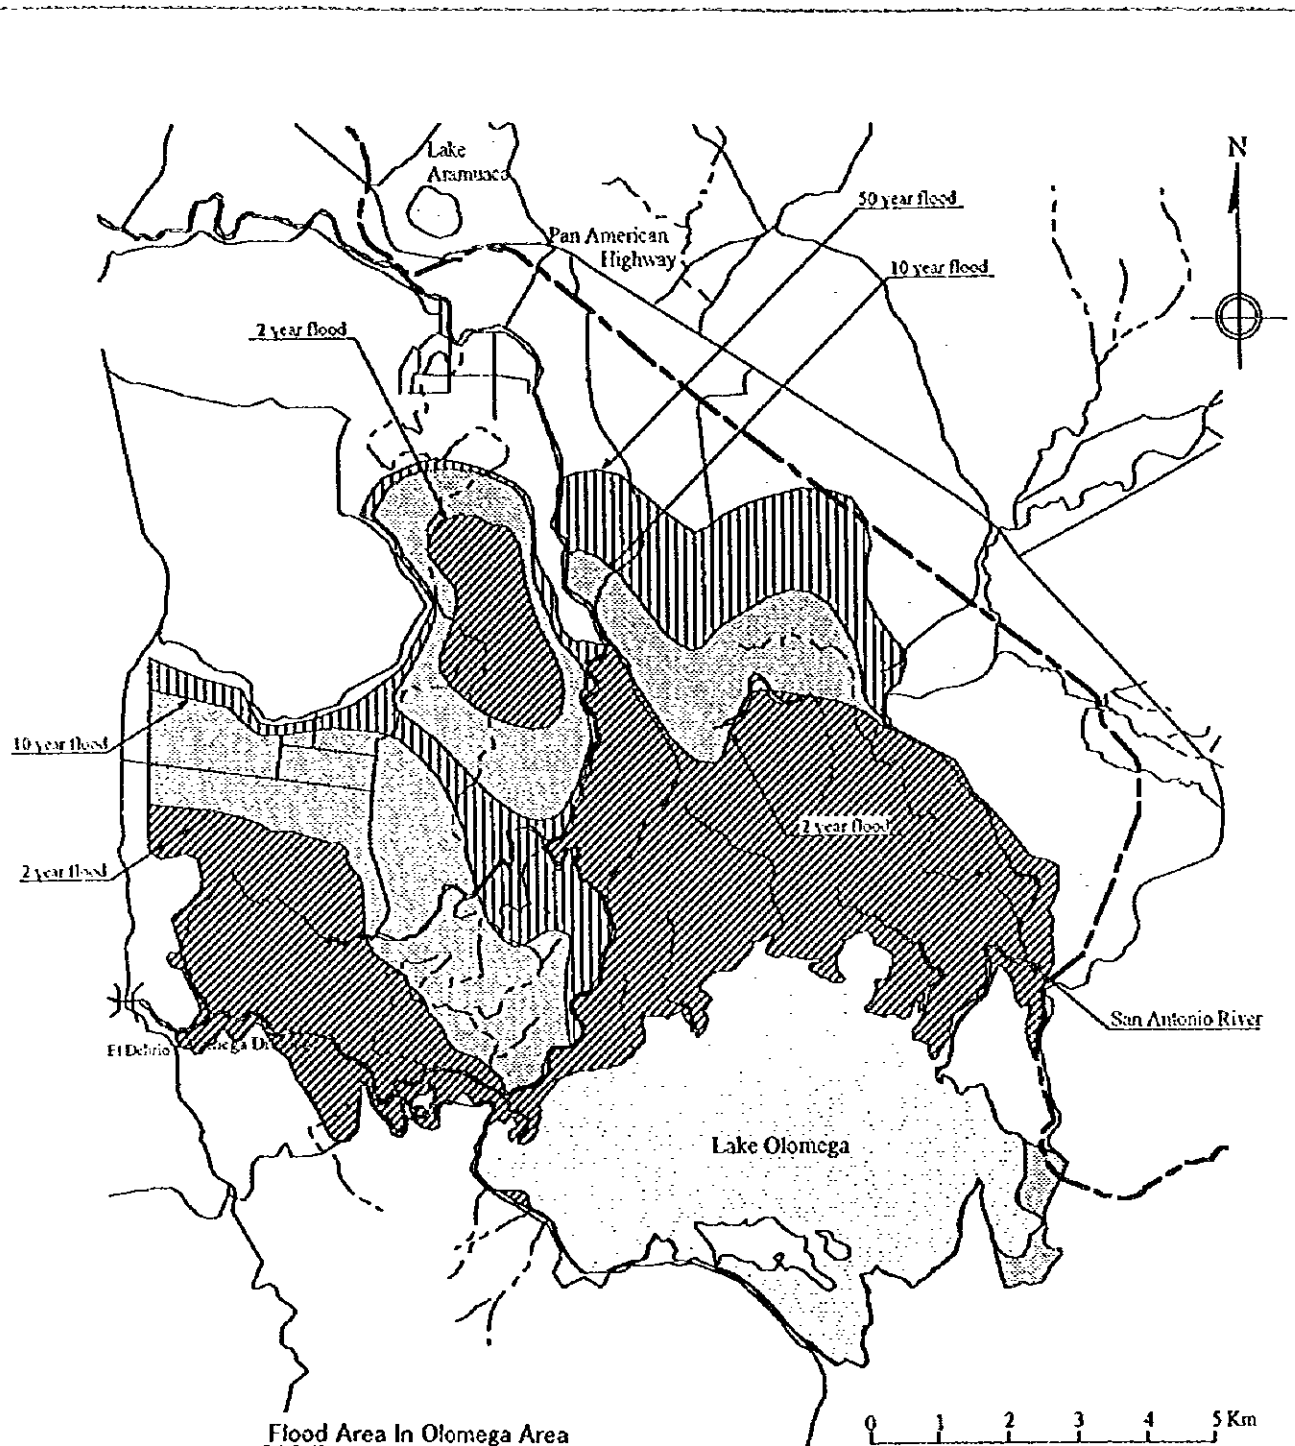 Lake
Aramuaca
N
50 year flood
Pan American
Highway
10 year flood
2 year flood
10 year flood
2 year flood
2 year flood
San Antonio River
Lake Olomega
0 1 2 3 4 5 Km
Flood Area In Olomega Area